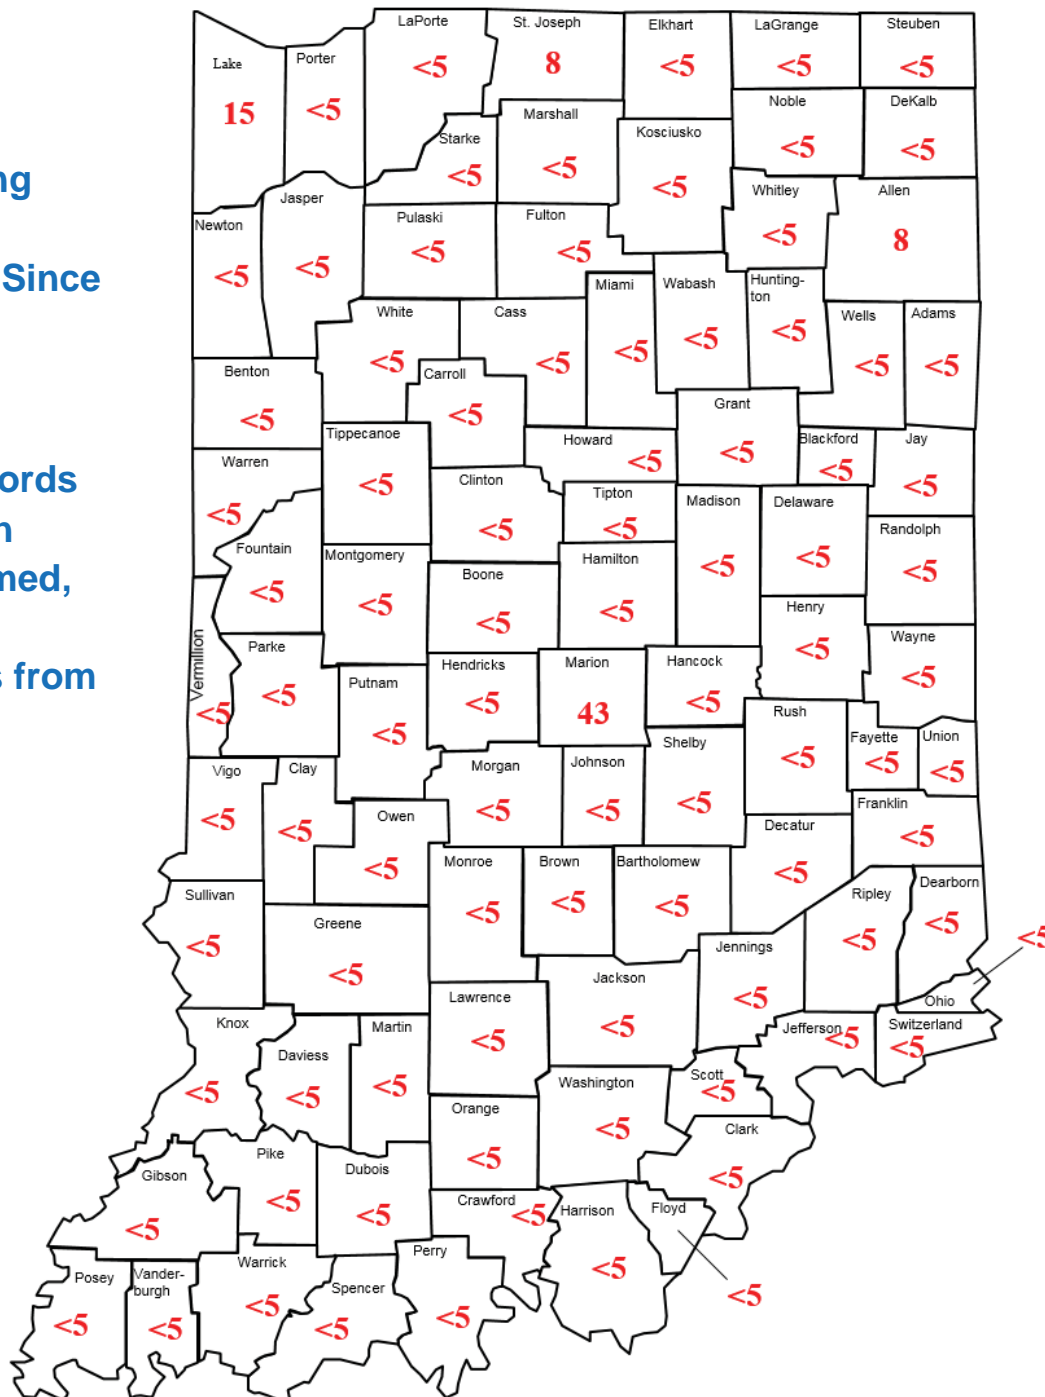 ng
Since
ords
n
med,
s from
LaPorte
<5
St. Joseph
8
Elkhart
<5
LaGrange
<5
Steuben
<5
Lake
15
Porter
<5
Starke
<5
Marshall
<5
Kosciusko
<5
Noble
<5
DeKalb
<5
Newton
<5
Jasper
<5
Pulaski
<5
Fulton
<5
Whitley
<5
Allen
8
White
<5
Cass
<5
Miami
<5
Wabash
<5
Hunting-
ton
<5
Wells
<5
Adams
<5
Benton
<5
Carroll
<5
Grant
<5
Warren
<5
Tippecanoe
<5
Clinton
<5
Howard
<5
Blackford
<5
Jay
<5
Tipton
<5
Madison
<5
Delaware
<5
Randolph
<5
Fountain
<5
Montgomery
<5
Boone
<5
Hamilton
<5
Henry
<5
Wayne
<5
Vermillion
<5
Parke
<5
Putnam
<5
Hendricks
<5
Marion
43
Hancock
<5
Rush
<5
Fayette
<5
Union
<5
Vigo
<5
Clay
<5
Owen
<5
Morgan
<5
Johnson
<5
Shelby
<5
Decatur
<5
Franklin
<5
Sullivan
<5
Greene
<5
Monroe
<5
Brown
<5
Bartholomew
<5
Jennings
<5
Ripley
<5
Dearborn
<5
<5
Ohio
Knox
<5
Daviess
<5
Martin
<5
Lawrence
<5
Jackson
<5
Jefferson
<5
Switzerland
<5
Orange
<5
Washington
<5
Scott
<5
Clark
<5
Gibson
<5
Pike
<5
Dubois
<5
Crawford
<5
Harrison
<5
Floyd
<5
Posey
<5
Vander-
burgh
<5
Warrick
<5
Spencer
<5
Perry
<5